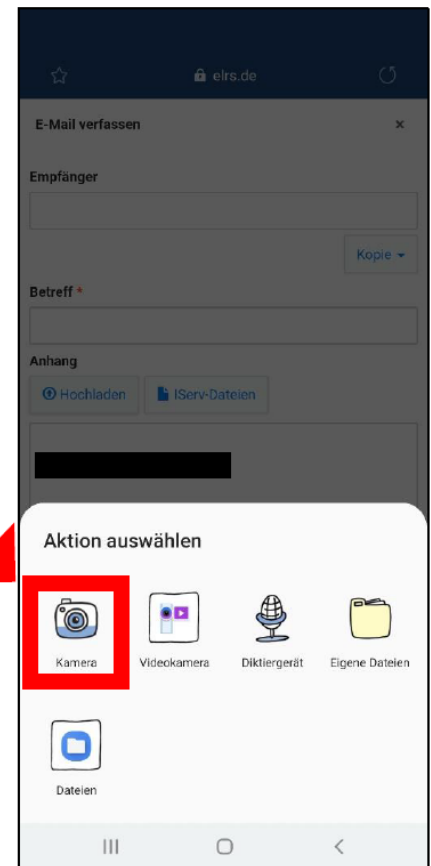 elrs.de
E-Mail verfassen
Empfänger
Kopie
Betreff *
Anhang
Hochladen IServ-Dateien
Aktion auswählen
Kamera Videokamera Diktiergerät Eigene Dateien
Dateien